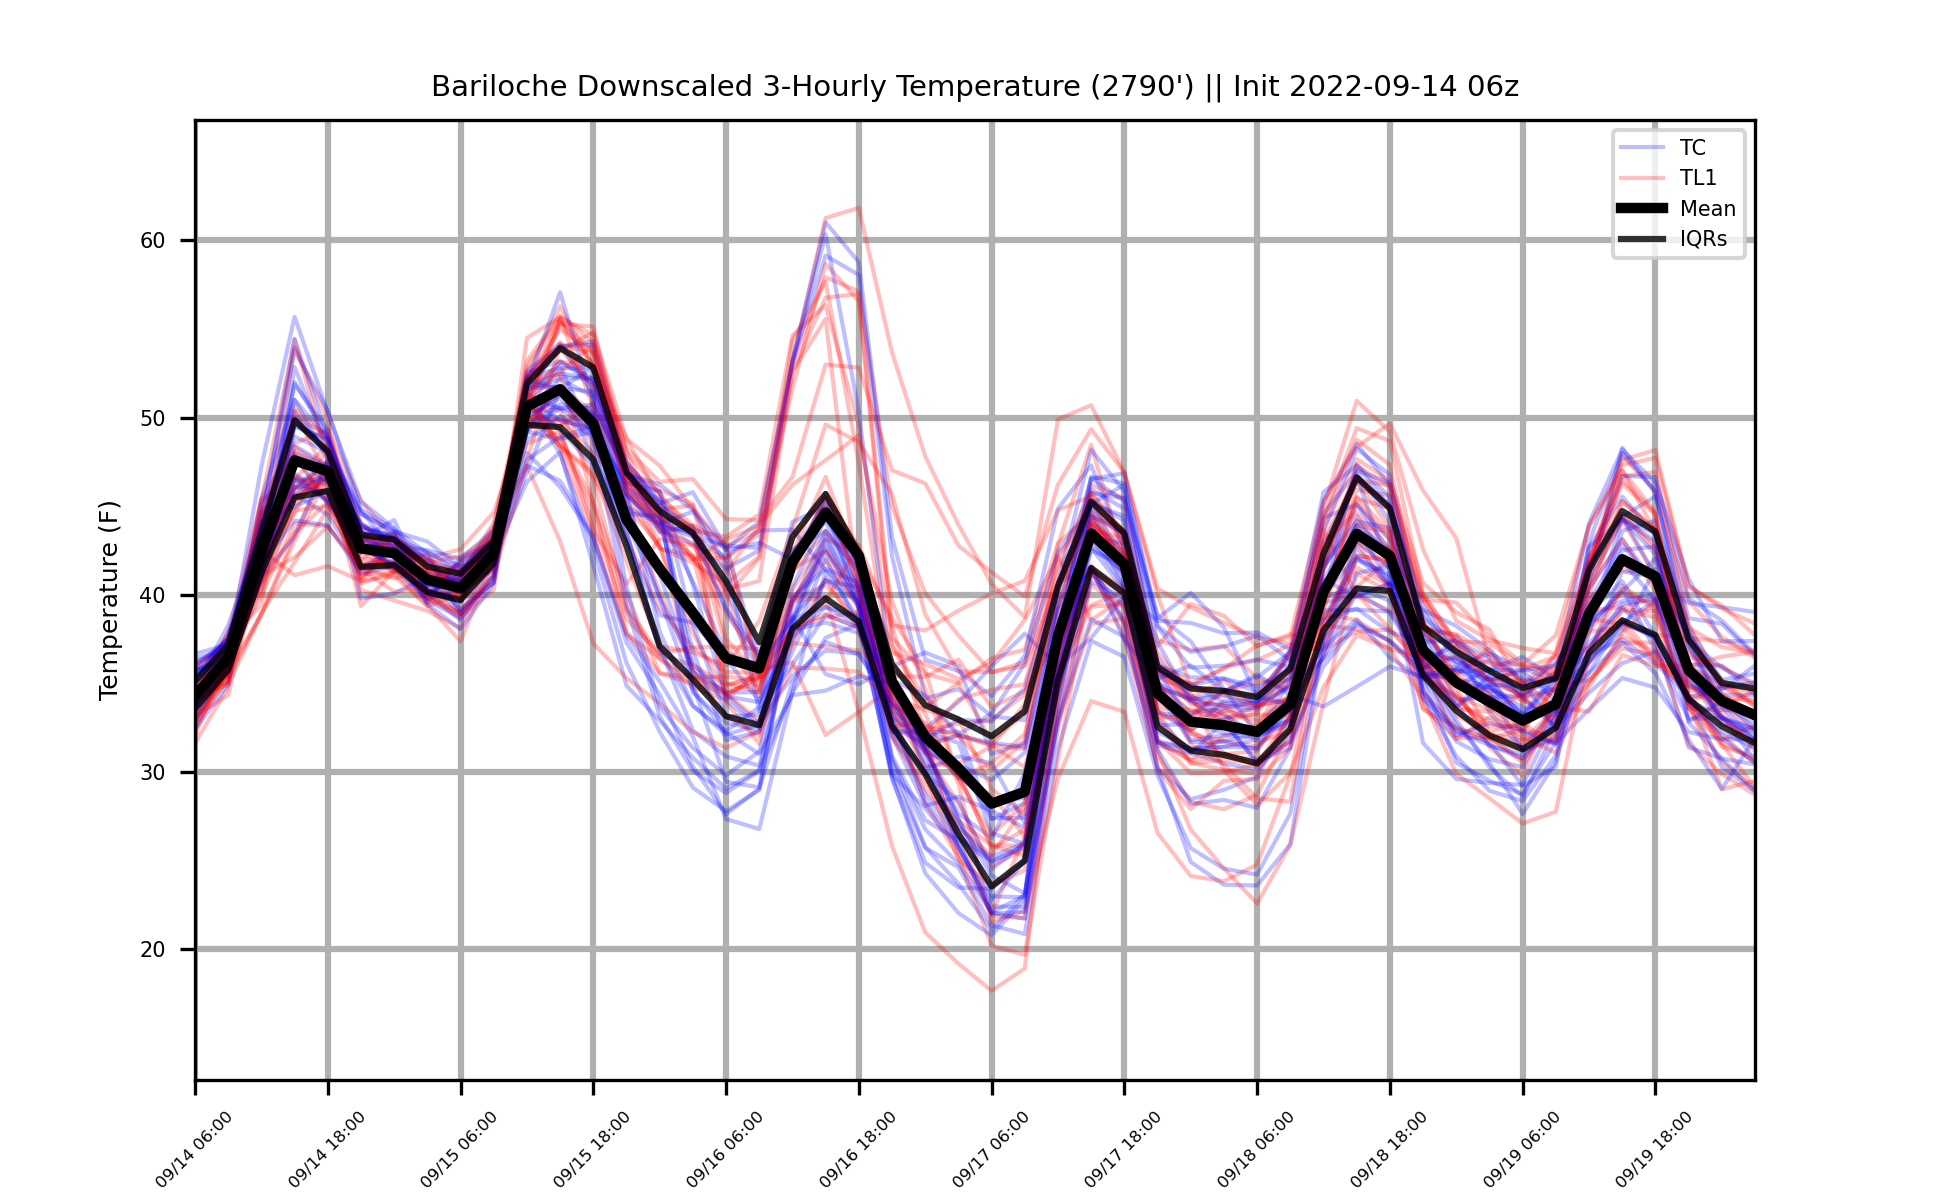 Bariloche Downscaled 3-Hourly Temperature (2790') || Init 2022-09-14 06z
TC
TL1
Mean
IQRs
Temperature (F)
60
50
40
30
20
09/14 06:00
09/14 18:00
09/15 06:00
09/15 18:00
09/16 06:00
09/16 18:00
09/17 06:00
09/17 18:00
09/18 06:00
09/18 18:00
09/19 06:00
09/19 18:00